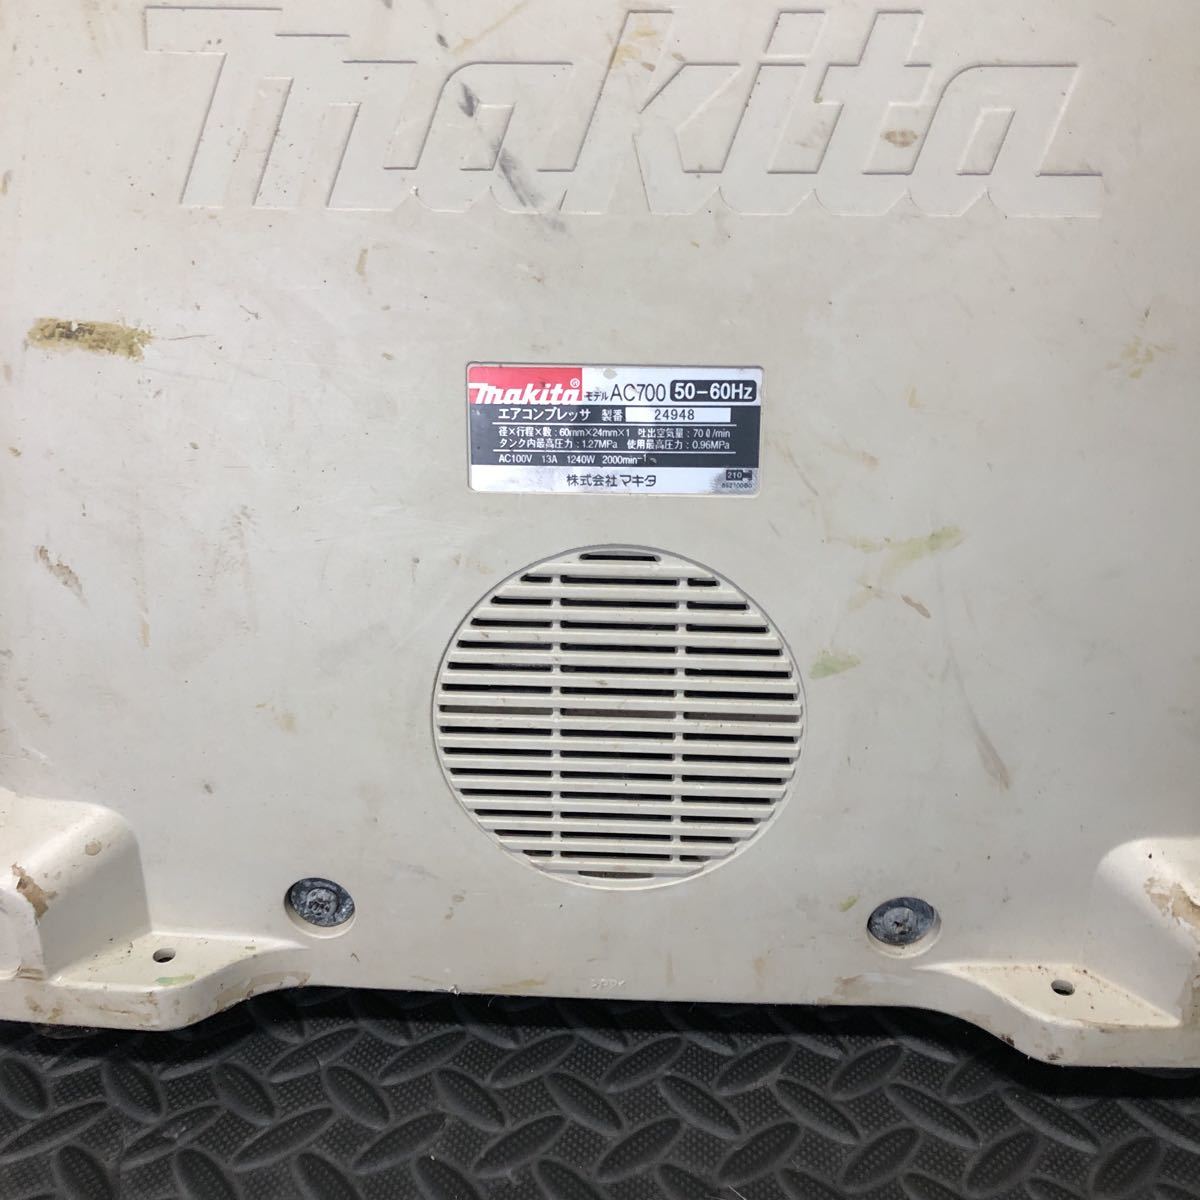 makita
makita® モデル AC700 50-60Hz
エアコンプレッサ 製番 24948
径×行程×数:60mm×24mm×1 吐出空気量:70ℓ/min
タンク内最高圧力:1.27MPa 使用最高圧力:0.96MPa
AC100V 13A 1240W 2000min⁻¹
株式会社マキタ
210
>PP<